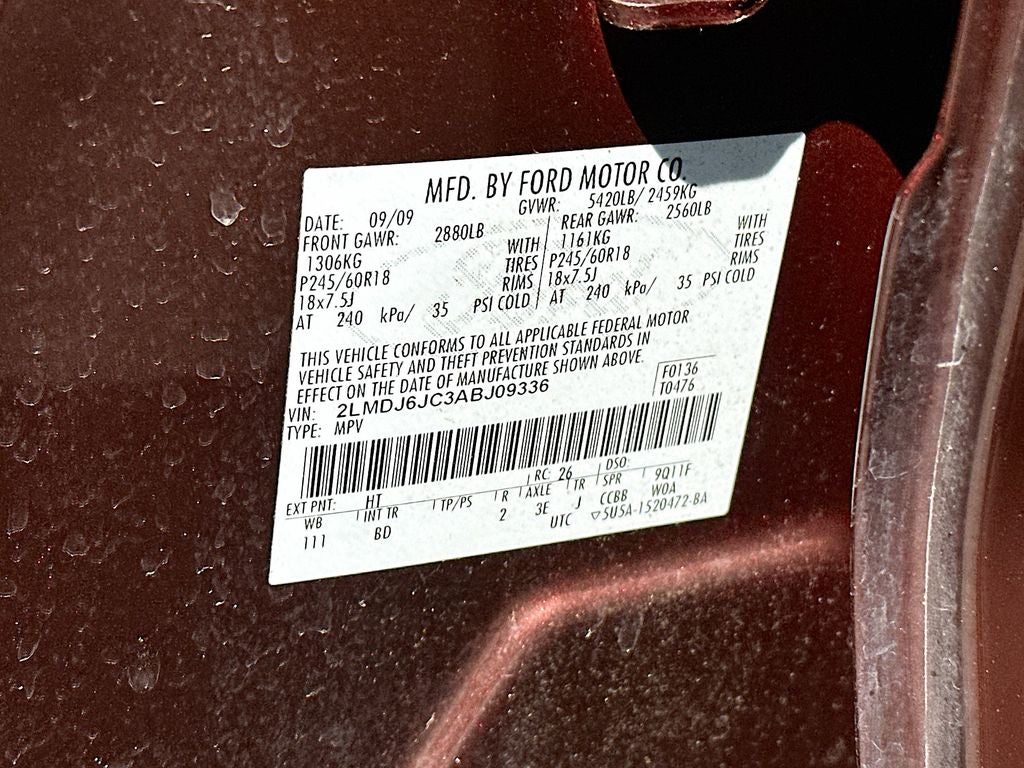 MFD. BY FORD MOTOR CO.
DATE: 09/09 GVWR: 5420LB/ 2459KG
FRONT GAWR: 2880LB REAR GAWR: 2560LB
1306KG WITH 1161KG WITH
P245/60R18 TIRES P245/60R18 TIRES
18x7.5J RIMS 18x7.5J RIMS
AT 240 kPa/ 35 PSI COLD AT 240 kPa/ 35 PSI COLD
THIS VEHICLE CONFORMS TO ALL APPLICABLE FEDERAL MOTOR
VEHICLE SAFETY AND THEFT PREVENTION STANDARDS IN
EFFECT ON THE DATE OF MANUFACTURE SHOWN ABOVE.
VIN: 2LMDJ6JC3ABJ09336 F0136
TYPE: MPV T0476
EXT PNT: HT RC: 26 DSO:
WB INT TR TP/PS R AXLE TR SPR 9Q11F
111 BD 2 3E J CCBB WOA
UTC ▽5U5A-1520472-BA